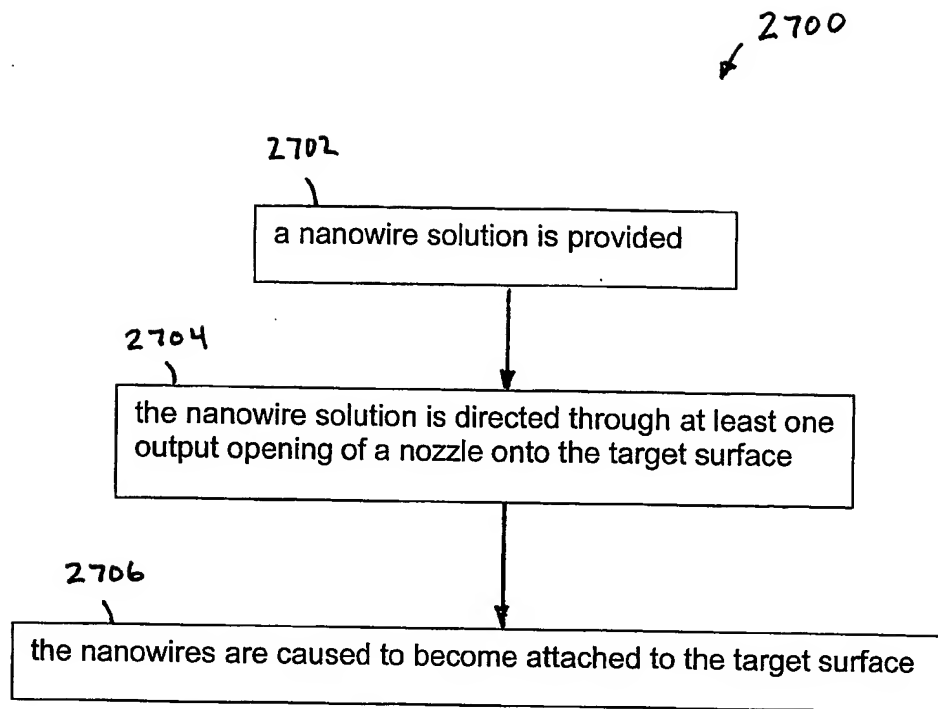 2700
2702
a nanowire solution is provided
2704
the nanowire solution is directed through at least one
output opening of a nozzle onto the target surface
2706
the nanowires are caused to become attached to the target surface